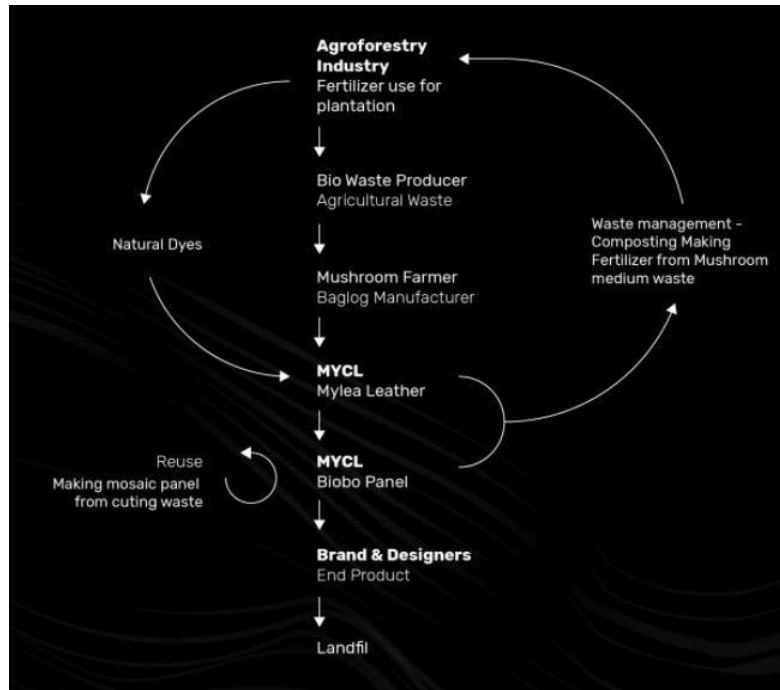 Agroforestry
Industry
Fertilizer use for
plantation
Bio Waste Producer
Agricultural Waste
Natural Dyes
Waste management -
Composting Making
Fertilizer from Mushroom
medium waste
Mushroom Farmer
Baglog Manufacturer
MYCL
Mylea Leather
MYCL
Biobo Panel
Reuse
Making mosaic panel
from cuting waste
Brand & Designers
End Product
Landfil